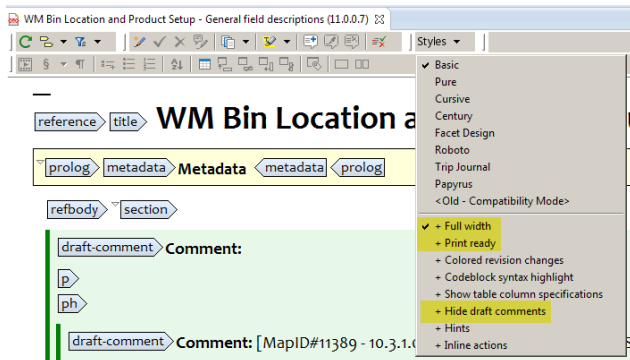 WM Bin Location and Product Setup - General field descriptions (11.0.0.7)
Styles
Basic
Pure
Cursive
Century
Facet Design
Roboto
Trip Journal
Papyrus
<Old - Compatibility Mode>
+ Full width
+ Print ready
+ Colored revision changes
+ Codeblock syntax highlight
+ Show table column specifications
+ Hide draft comments
+ Hints
+ Inline actions
reference title WM Bin Location a
prolog metadata Metadata metadata prolog
refbody section
draft-comment Comment:
p
ph
draft-comment Comment: [MapID#11389 - 10.3.1.